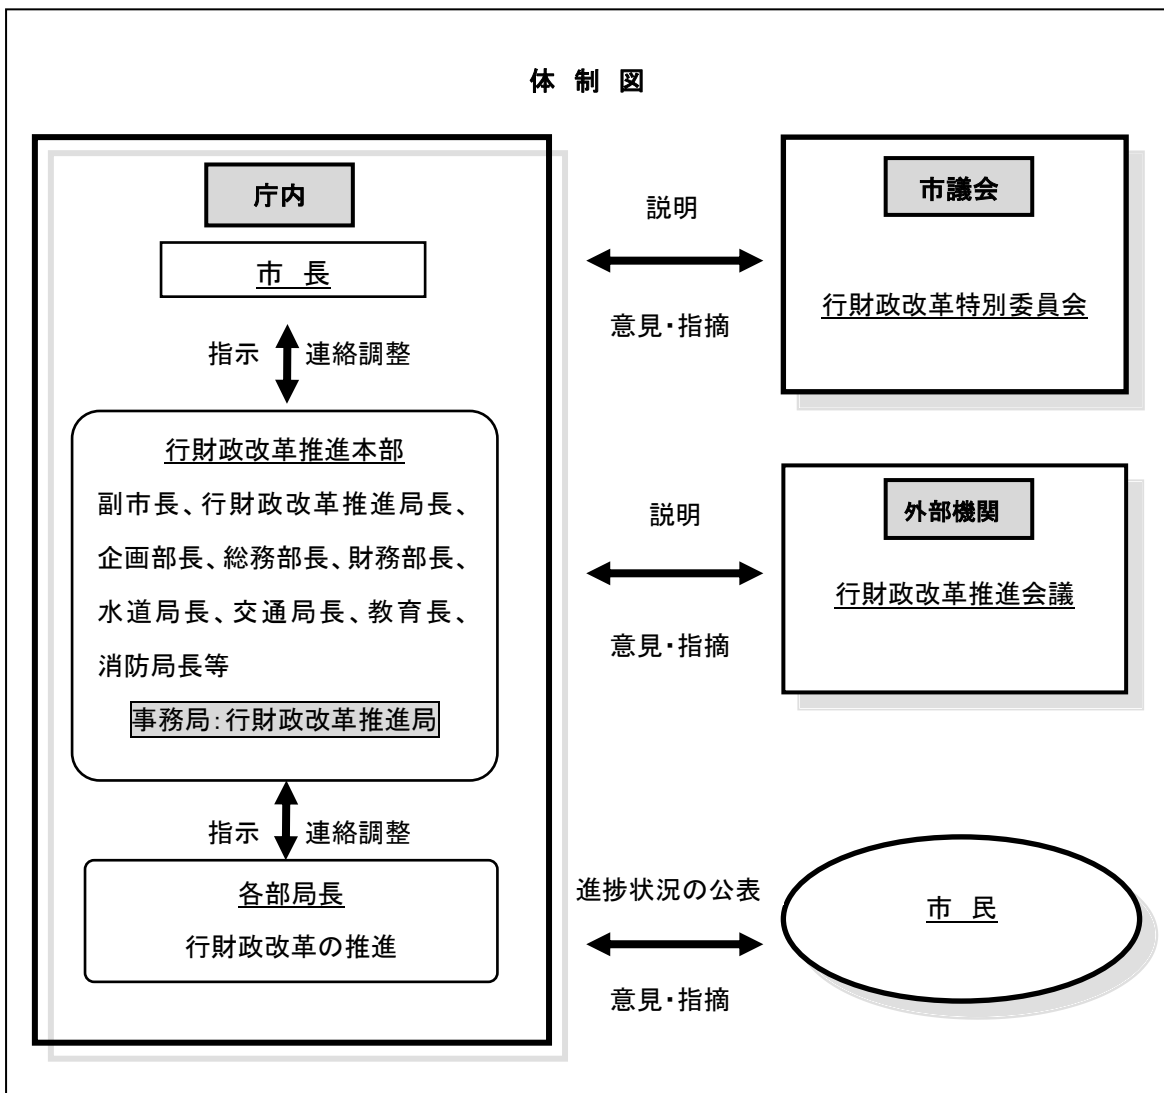 体 制 図
庁内
市 長
指示 連絡調整
行財政改革推進本部
副市長、行財政改革推進局長、
企画部長、総務部長、財務部長、
水道局長、交通局長、教育長、
消防局長等
事務局:行財政改革推進局
指示 連絡調整
各部局長
行財政改革の推進
説明
意見・指摘
市議会
行財政改革特別委員会
説明
意見・指摘
外部機関
行財政改革推進会議
進捗状況の公表
意見・指摘
市 民